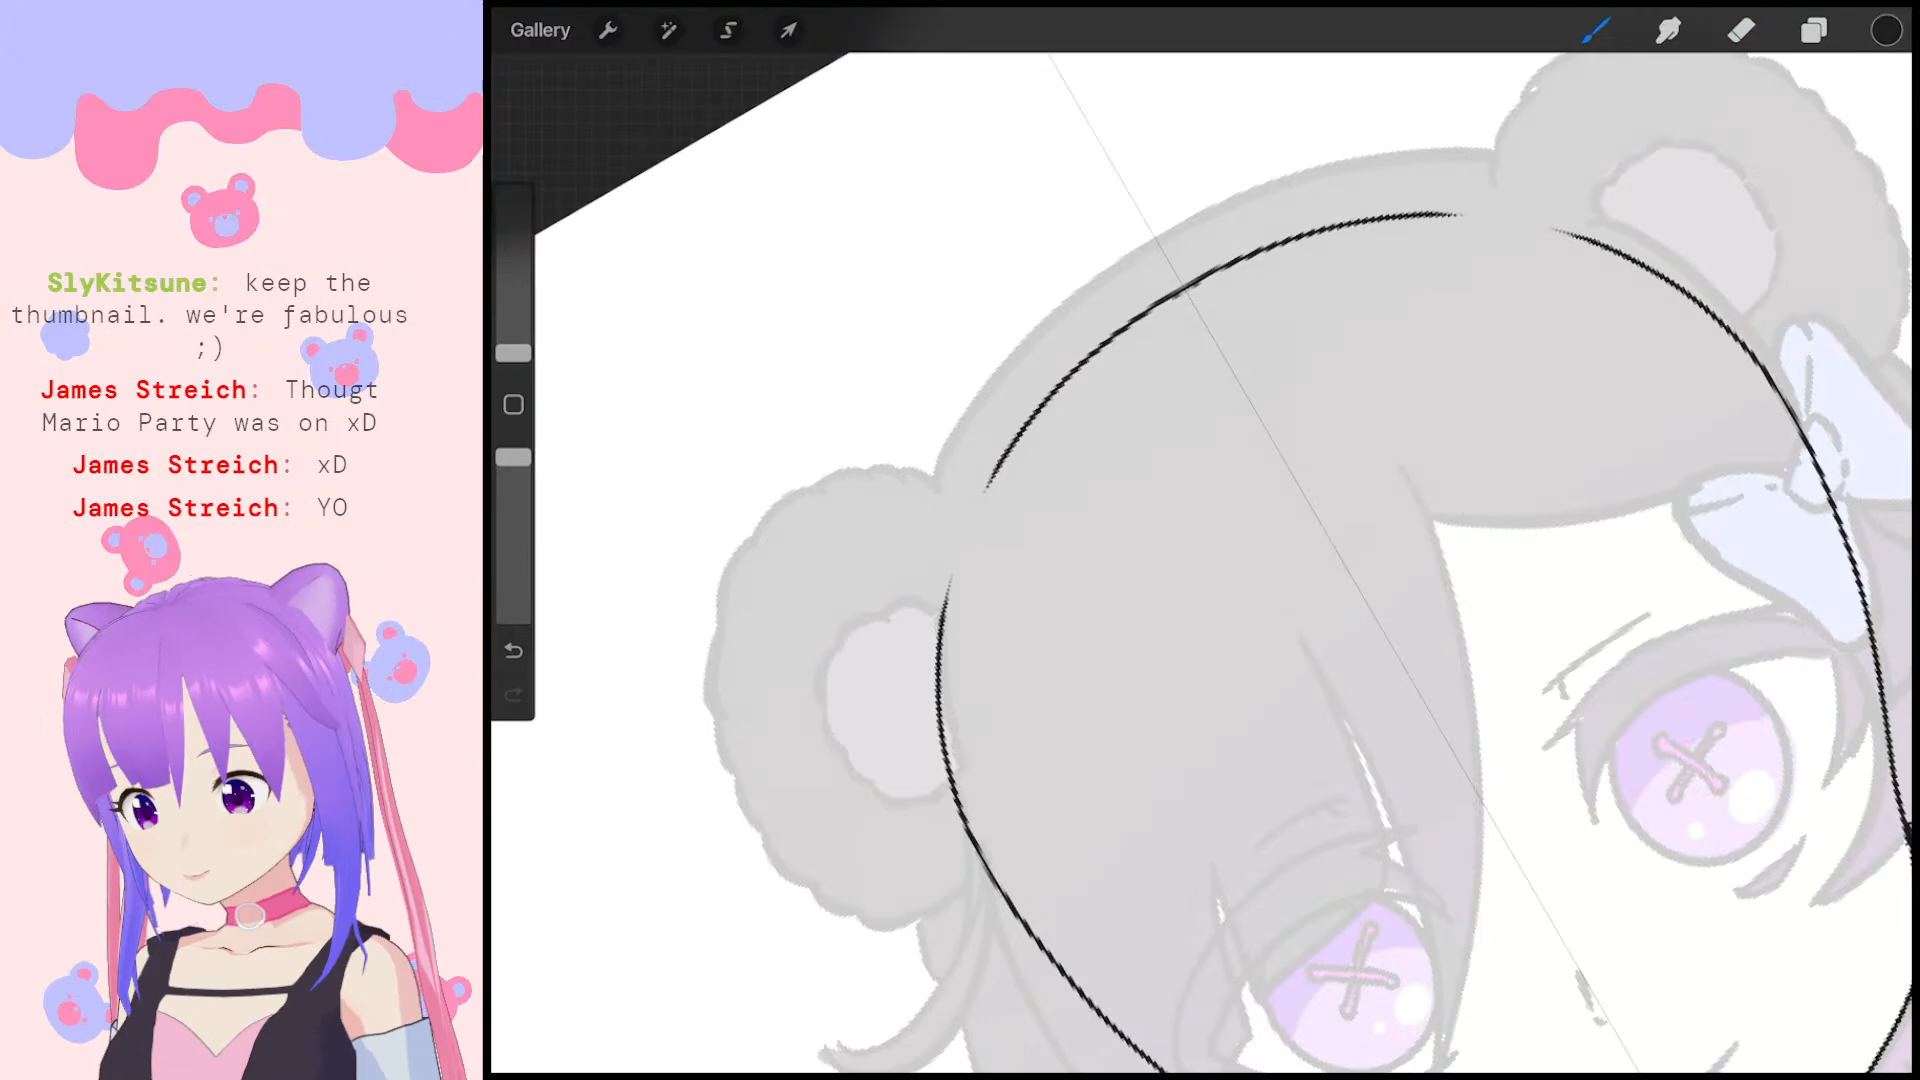 Gallery
SlyKitsune: keep the
thumbnail. we're fabulous
;)
James Streich: Thougt
Mario Party was on xD
James Streich: xD
James Streich: YO